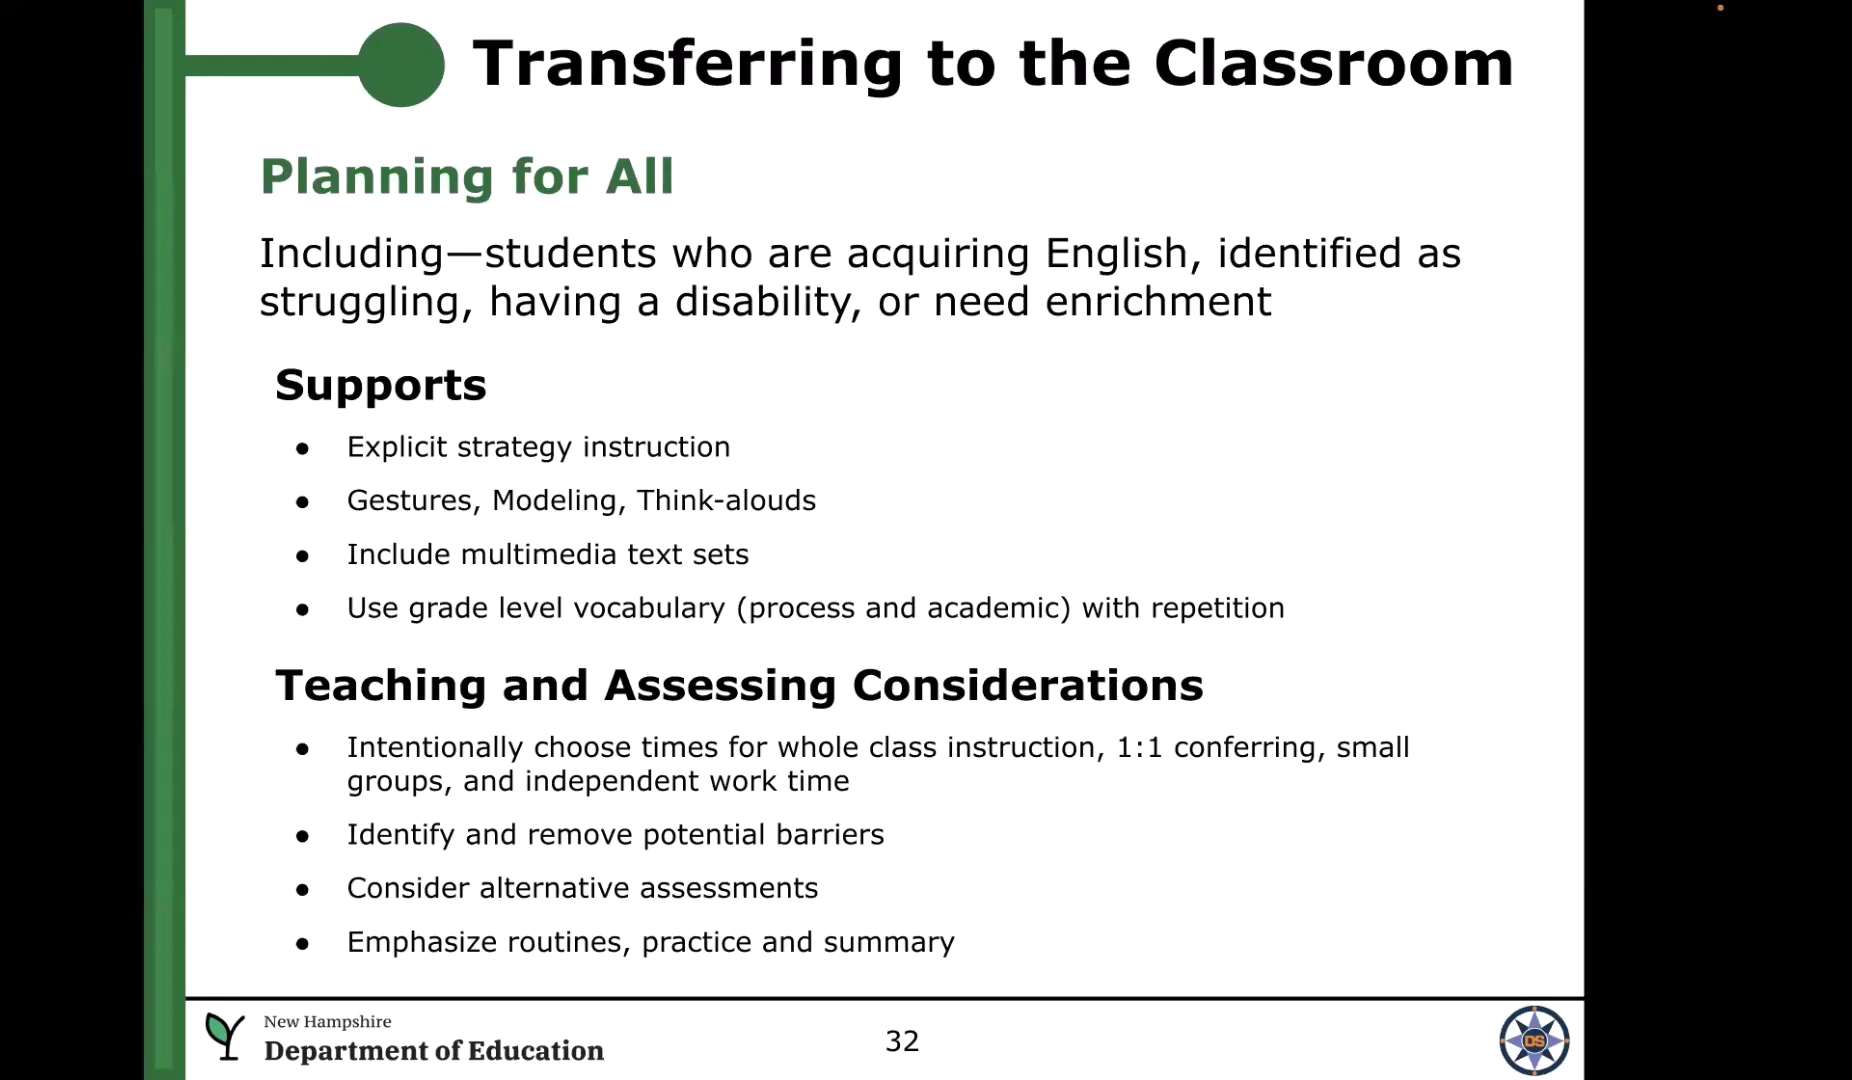 Transferring to the Classroom
Planning for All
Including—students who are acquiring English, identified as
struggling, having a disability, or need enrichment
Supports
● Explicit strategy instruction
● Gestures, Modeling, Think-alouds
● Include multimedia text sets
● Use grade level vocabulary (process and academic) with repetition
Teaching and Assessing Considerations
● Intentionally choose times for whole class instruction, 1:1 conferring, small
groups, and independent work time
● Identify and remove potential barriers
● Consider alternative assessments
● Emphasize routines, practice and summary
New Hampshire
Department of Education
32
DS